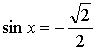 sin x = -√2/2